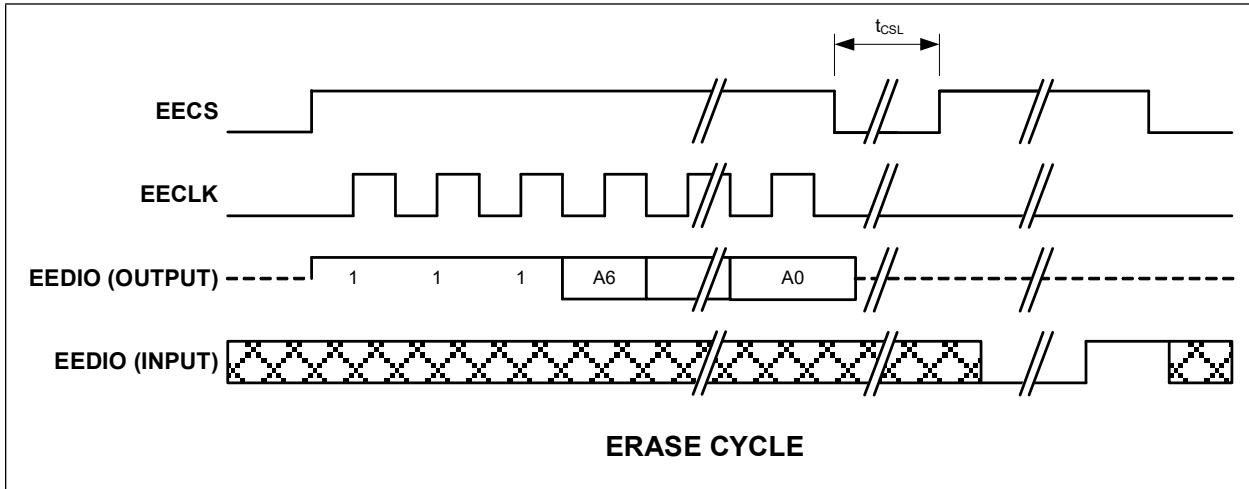 tCSL
EECS
EECLK
EEDIO (OUTPUT) 1 1 1 A6 A0
EEDIO (INPUT)
ERASE CYCLE